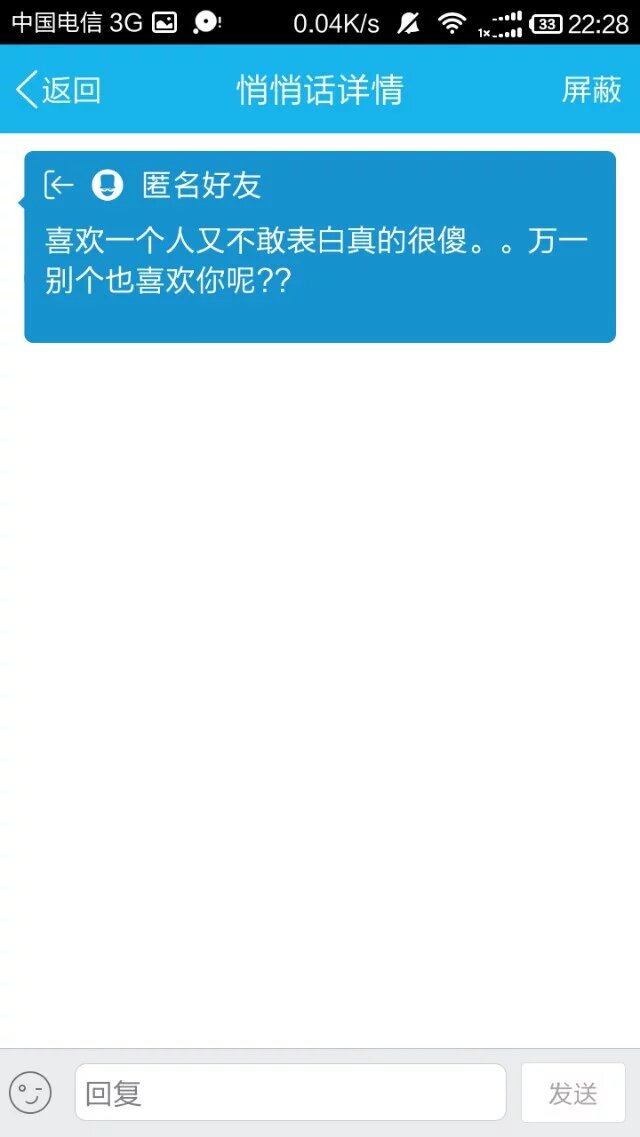 中国电信 3G 0.04K/s 1x 33 22:28
返回 悄悄话详情 屏蔽
匿名好友
喜欢一个人又不敢表白真的很傻。。万一
别个也喜欢你呢??
回复 发送